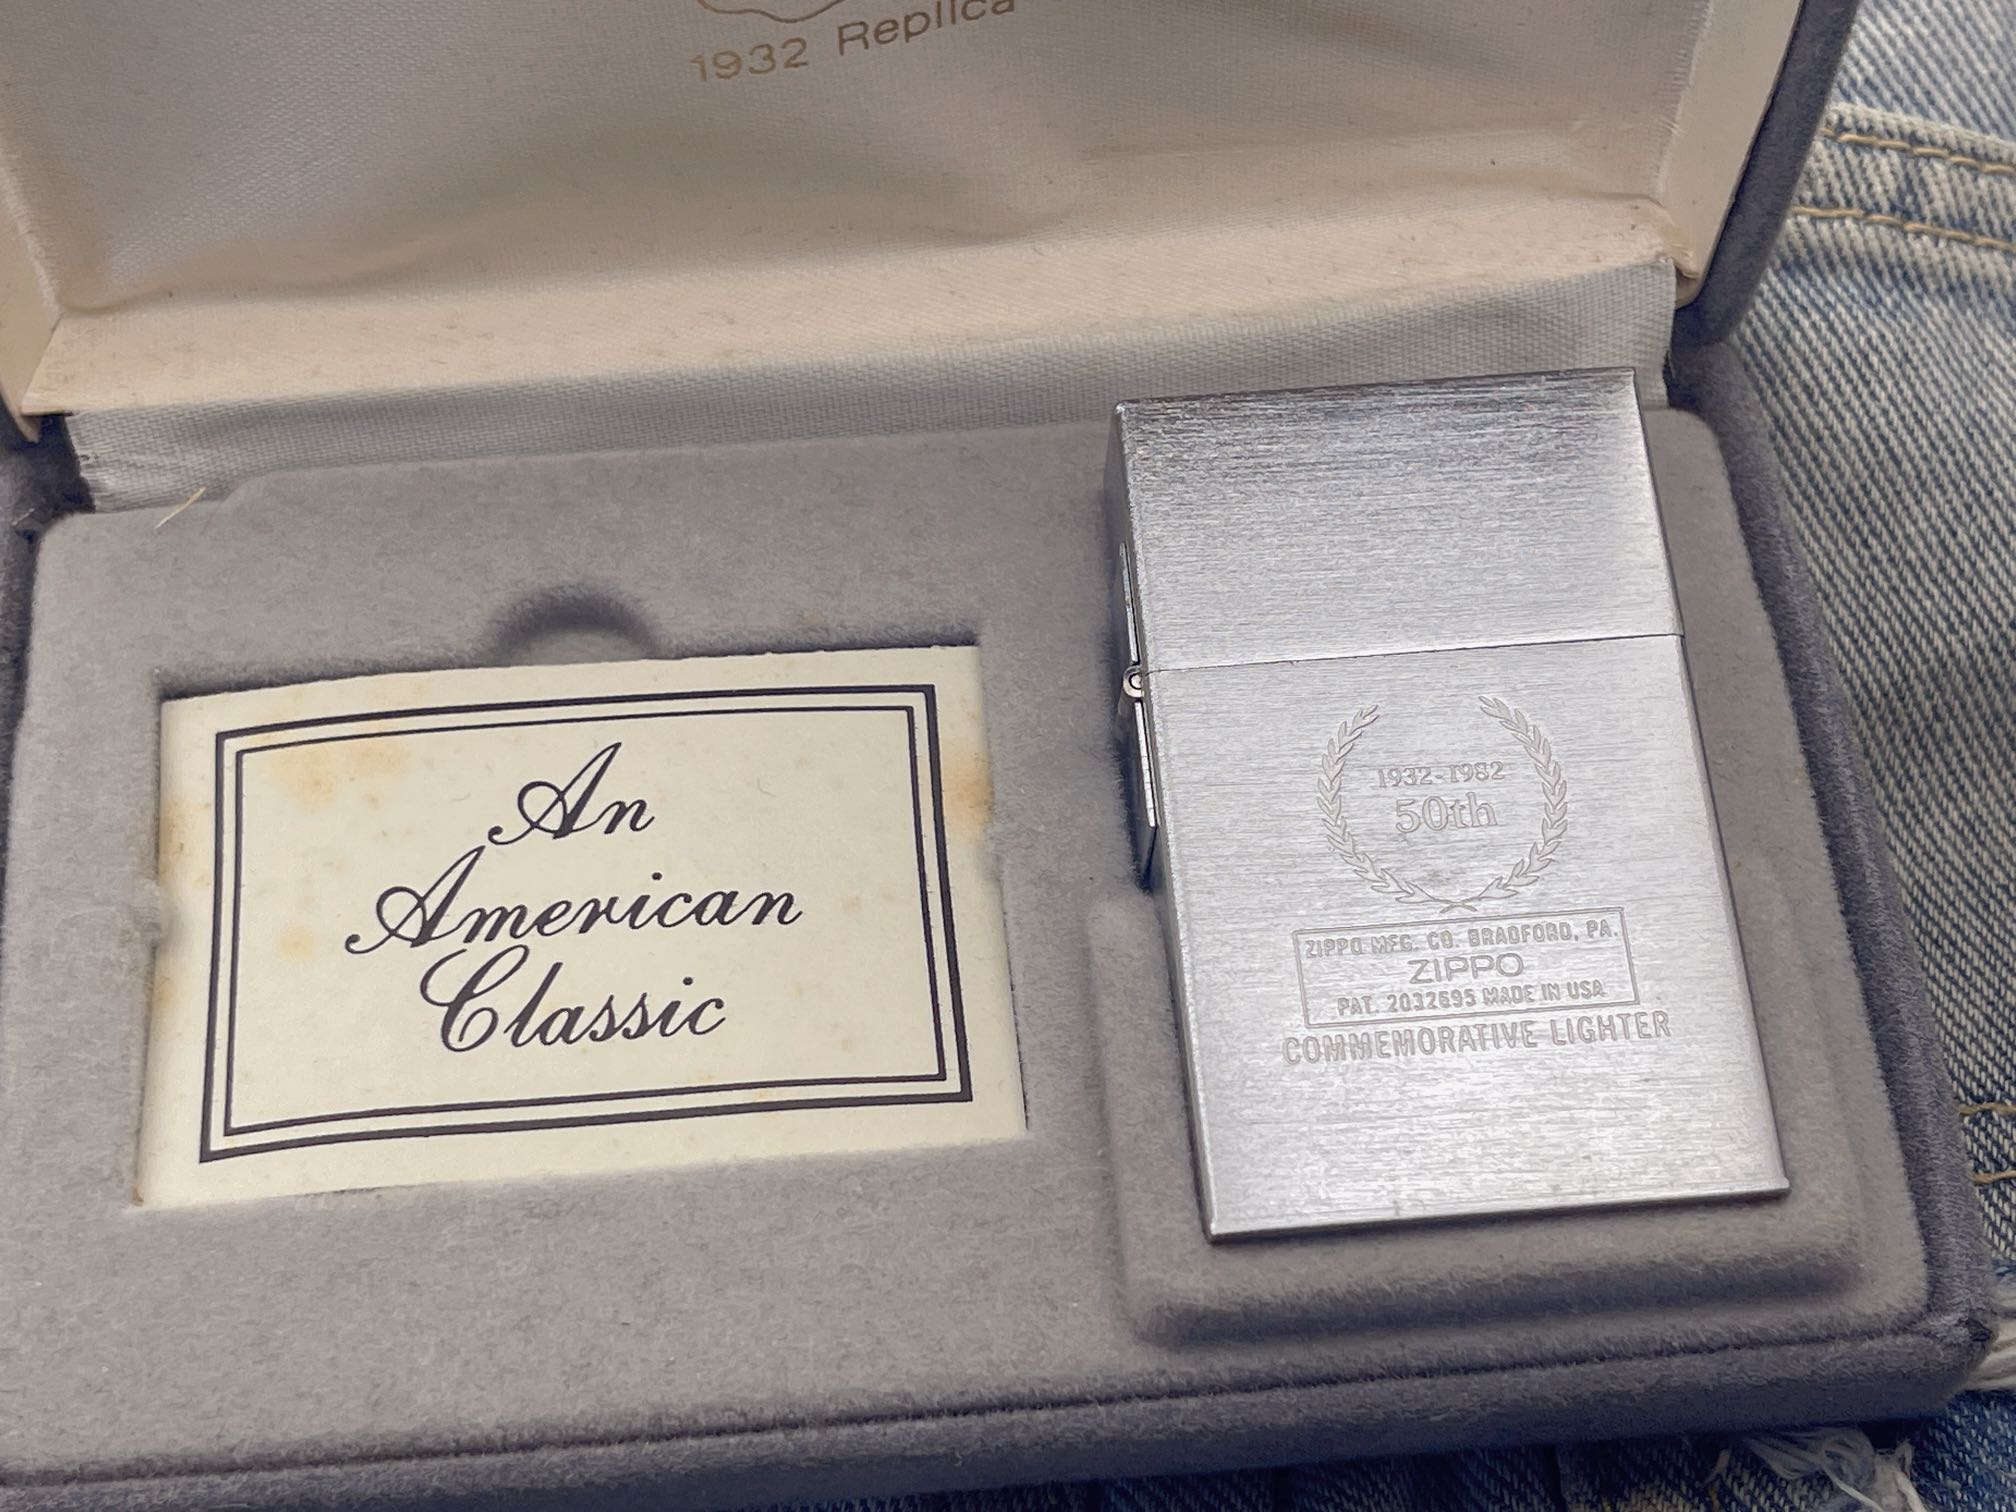 1932 Replica
An
American
Classic
1932-1982
50th
ZIPPO MFG. CO. BRADFORD, PA.
ZIPPO
PAT. 2032695 MADE IN USA
COMMEMORATIVE LIGHTER